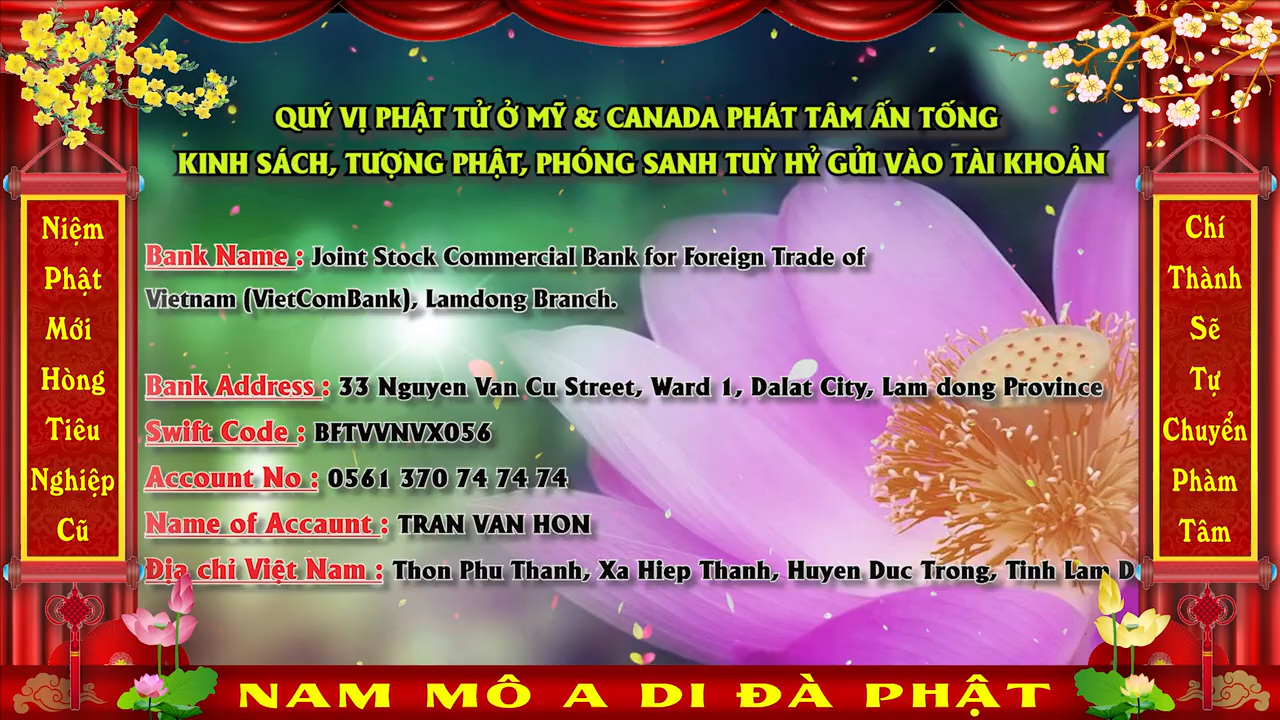 QUÝ VỊ PHẬT TỬ Ở MỸ & CANADA PHÁT TÂM ẤN TỐNG
KINH SÁCH, TƯỢNG PHẬT, PHÓNG SANH TUỲ HỶ GỬI VÀO TÀI KHOẢN
Niệm
Phật
Mới
Hòng
Tiêu
Nghiệp
Cũ
Bank Name : Joint Stock Commercial Bank for Foreign Trade of
Vietnam (VietComBank), Lamdong Branch.
Bank Address : 33 Nguyen Van Cu Street, Ward 1, Dalat City, Lam dong Province
Swift Code : BFTVVNVX056
Account No : 0561 370 74 74 74
Name of Accaunt : TRAN VAN HON
Địa chỉ Việt Nam : Thon Phu Thanh, Xa Hiep Thanh, Huyen Duc Trong, Tinh Lam D
Chí
Thành
Sẽ
Tự
Chuyển
Phàm
Tâm
NAM MÔ A DI ĐÀ PHẬT